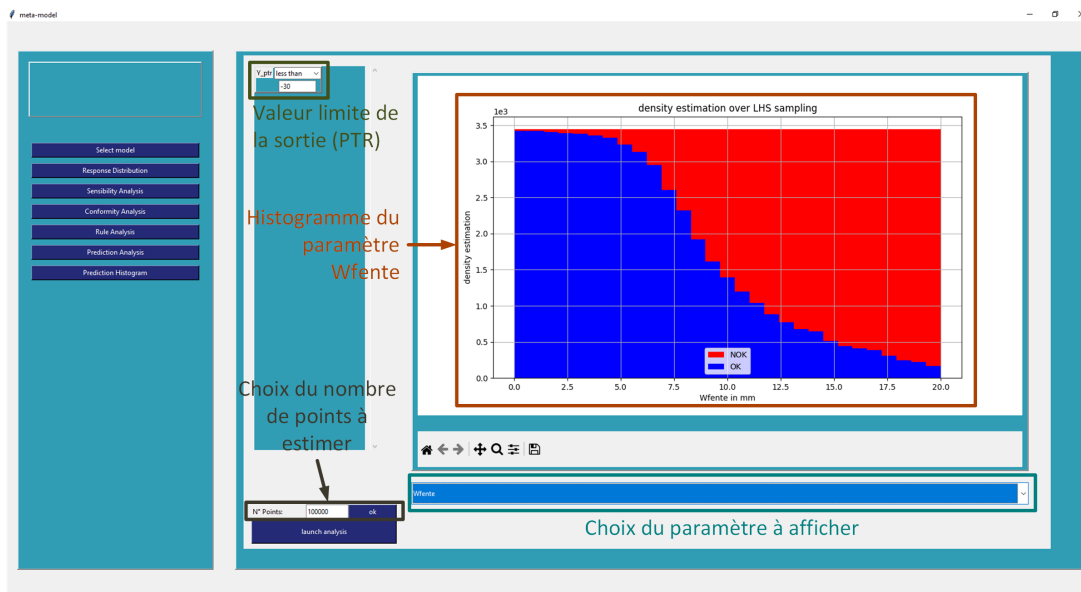 meta-model
Select model
Response Distribution
Sensibility Analysis
Conformity Analysis
Rule Analysis
Prediction Analysis
Prediction Histogram
Y_ptr less than
-30
Valeur limite de
la sortie (PTR)
Histogramme du
paramètre
Wfente
Choix du nombre
de points à
estimer
N° Points: 100000 ok
launch analysis
density estimation over LHS sampling
1e3
3.5
3.0
2.5
2.0
1.5
1.0
0.5
0.0
density estimation
NOK
OK
0.0 2.5 5.0 7.5 10.0 12.5 15.0 17.5 20.0
Wfente in mm
Wfente
Choix du paramètre à afficher